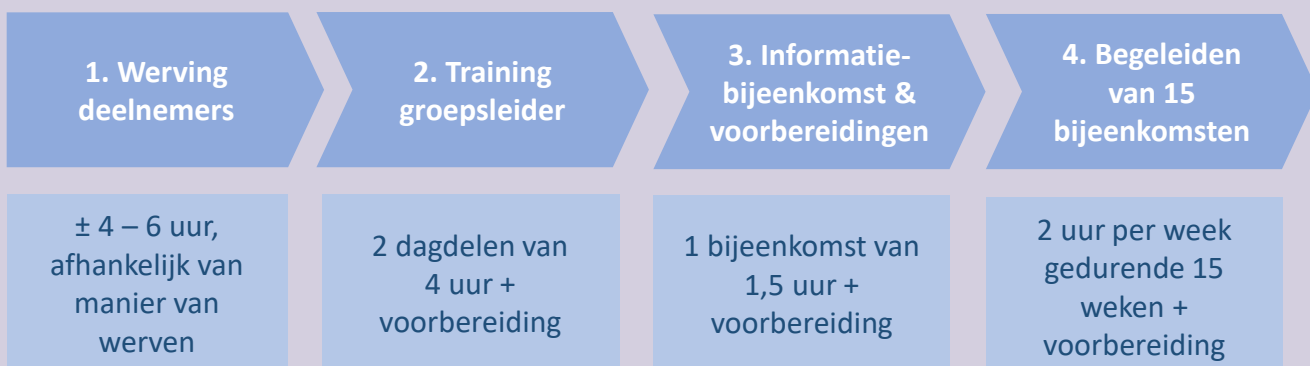 1. Werving
deelnemers
2. Training
groepsleider
3. Informatie-
bijeenkomst &
voorbereidingen
4. Begeleiden
van 15
bijeenkomsten
± 4 – 6 uur,
afhankelijk van
manier van
werven
2 dagdelen van
4 uur +
voorbereiding
1 bijeenkomst van
1,5 uur +
voorbereiding
2 uur per week
gedurende 15
weken +
voorbereiding